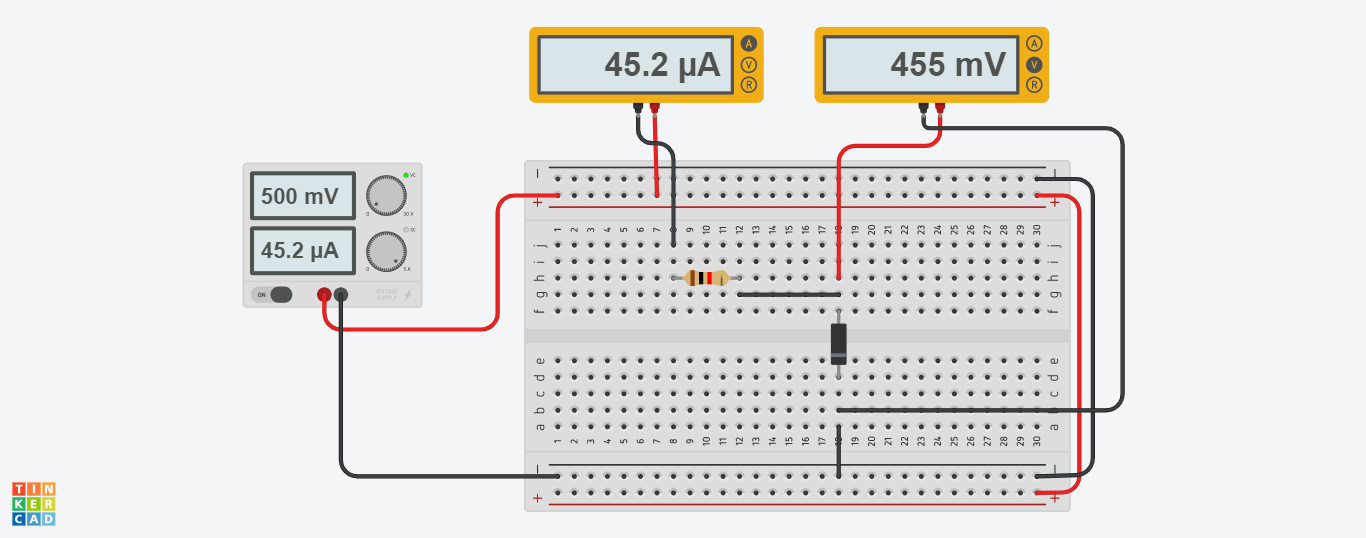 45.2 µA
A
V
R
455 mV
A
V
R
500 mV
VC
0 30 V
45.2 µA
CC
0 5 A
ON
VOLTAGE
SUPPLY
1 2 3 4 5 6 7 8 9 10 11 12 13 14 15 16 17 18 19 20 21 22 23 24 25 26 27 28 29 30
j j
i i
h h
g g
f f
e e
d d
c c
b b
a a
1 2 3 4 5 6 7 8 9 10 11 12 13 14 15 16 17 18 19 20 21 22 23 24 25 26 27 28 29 30
TIN
KER
CAD